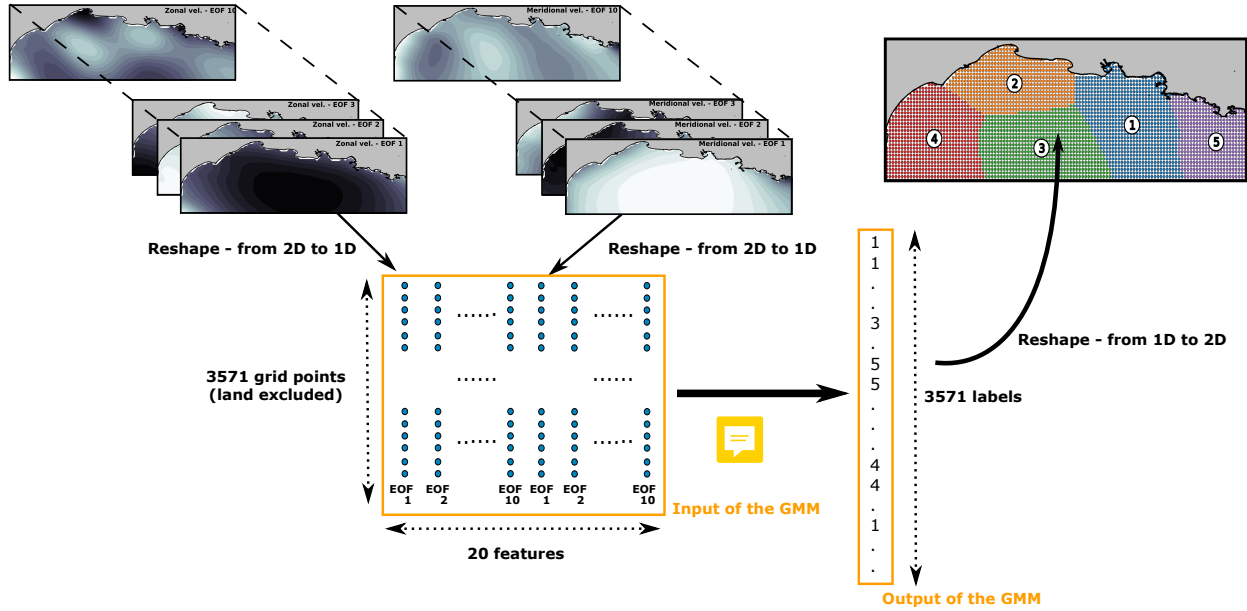 Zonal vel. - EOF 10
Meridional vel. - EOF 10
Zonal vel. - EOF 3
Meridional vel. - EOF 3
Zonal vel. - EOF 2
Meridional vel. - EOF 2
Zonal vel. - EOF 1
Meridional vel. - EOF 1
2
1
4
3
5
Reshape - from 2D to 1D
Reshape - from 2D to 1D
3571 grid points
(land excluded)
......
......
......
......
......
......
EOF 1
EOF 2
EOF 10
EOF 1
EOF 2
EOF 10
20 features
Input of the GMM
1
1
.
.
3
.
5
5
.
.
.
4
4
.
1
.
.
Output of the GMM
3571 labels
Reshape - from 1D to 2D